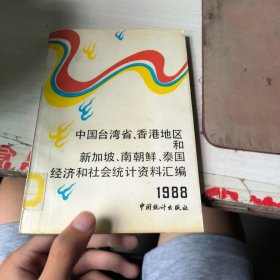 中国台湾省、香港地区
和
新加坡、南朝鲜、泰国
经济和社会统计资料汇编
1988
中国统计出版社